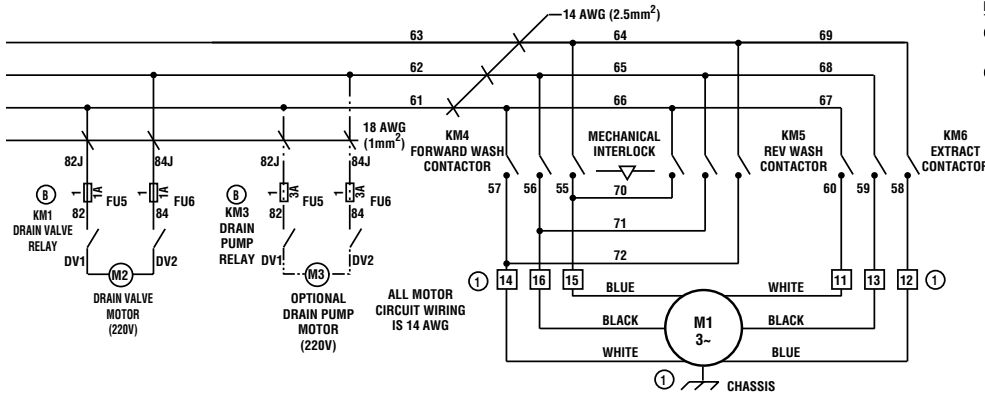 14 AWG (2.5mm2)
63 64 69
62 65 68
61 66 67
18 AWG
(1mm2)
82J 84J 82J 84J
KM4
FORWARD WASH
CONTACTOR
MECHANICAL
INTERLOCK
KM5
REV WASH
CONTACTOR
KM6
EXTRACT
CONTACTOR
57 56 55 70 60 59 58
B 1 1A FU5 1 1A FU6
B 1 3A FU5 1 3A FU6
82 84 82 84
KM1
DRAIN VALVE
RELAY
KM3
DRAIN
PUMP
RELAY
71
72
DV1 M2 DV2
DV1 M3 DV2
1 14 16 15 11 13 12 1
DRAIN VALVE
MOTOR
(220V)
OPTIONAL
DRAIN PUMP
MOTOR
(220V)
ALL MOTOR
CIRCUIT WIRING
IS 14 AWG
BLUE WHITE
BLACK M1 BLACK
3~
WHITE BLUE
1 CHASSIS